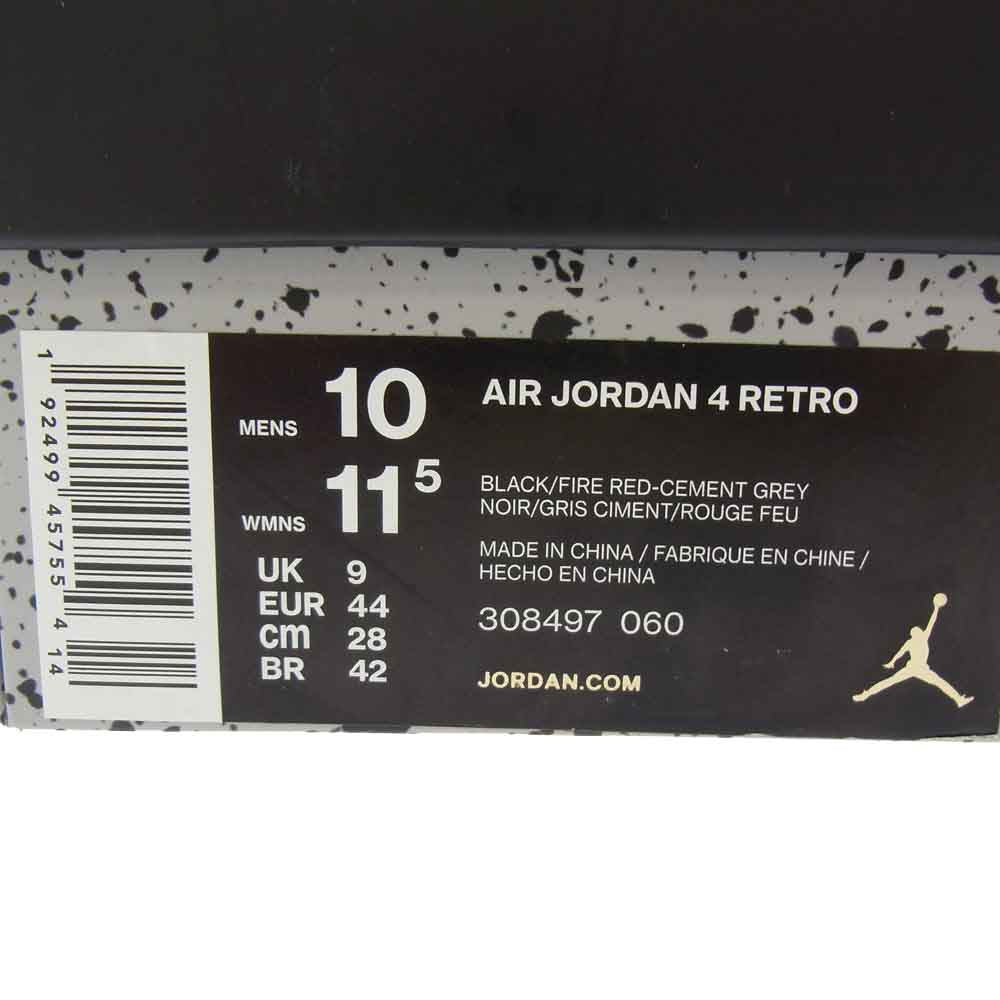 1 92499 45755 4 14
MENS 10
WMNS 11 5
UK 9
EUR 44
cm 28
BR 42
AIR JORDAN 4 RETRO
BLACK/FIRE RED-CEMENT GREY
NOIR/GRIS CIMENT/ROUGE FEU
MADE IN CHINA / FABRIQUE EN CHINE /
HECHO EN CHINA
308497 060
JORDAN.COM